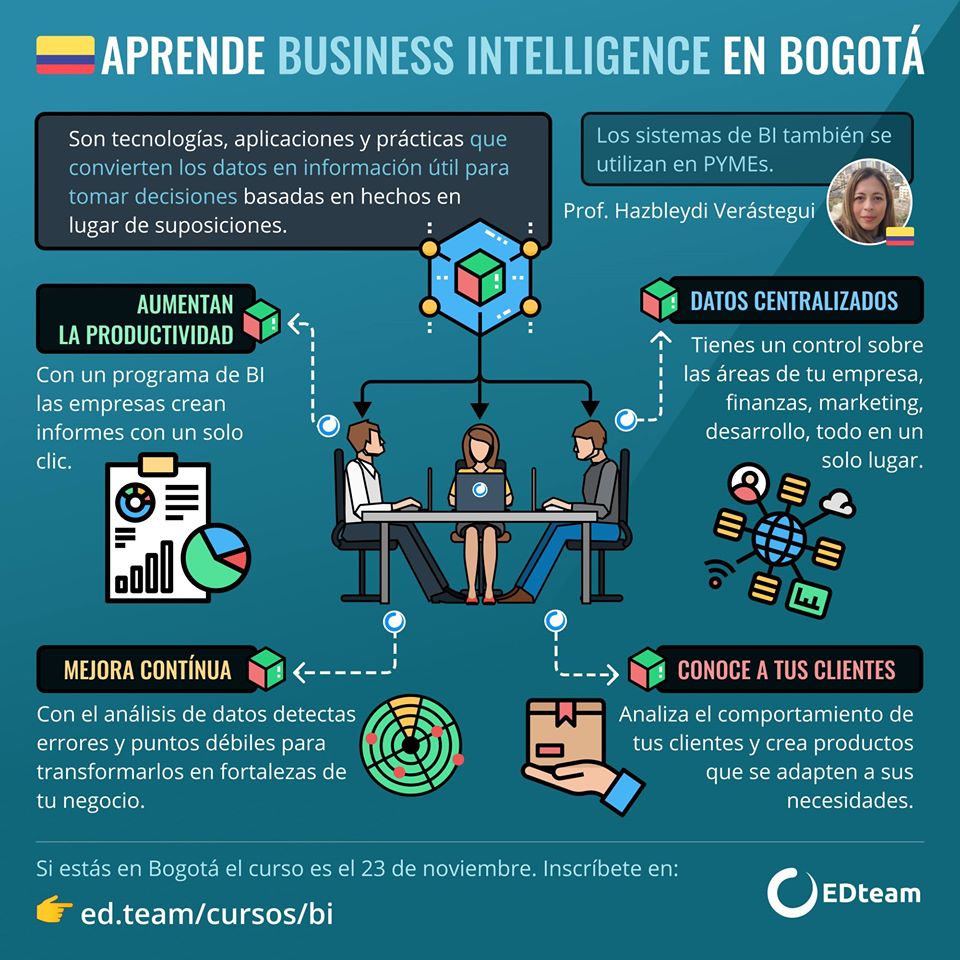 APRENDE BUSINESS INTELLIGENCE EN BOGOTÁ
Son tecnologías, aplicaciones y prácticas que
convierten los datos en información útil para
tomar decisiones basadas en hechos en
lugar de suposiciones.
Los sistemas de BI también se
utilizan en PYMEs.
Prof. Hazbleydi Verástegui
AUMENTAN
LA PRODUCTIVIDAD
Con un programa de BI
las empresas crean
informes con un solo
clic.
DATOS CENTRALIZADOS
Tienes un control sobre
las áreas de tu empresa,
finanzas, marketing,
desarrollo, todo en un
solo lugar.
MEJORA CONTÍNUA
Con el análisis de datos detectas
errores y puntos débiles para
transformarlos en fortalezas de
tu negocio.
CONOCE A TUS CLIENTES
Analiza el comportamiento de
tus clientes y crea productos
que se adapten a sus
necesidades.
Si estás en Bogotá el curso es el 23 de noviembre. Inscríbete en:
ed.team/cursos/bi
EDteam